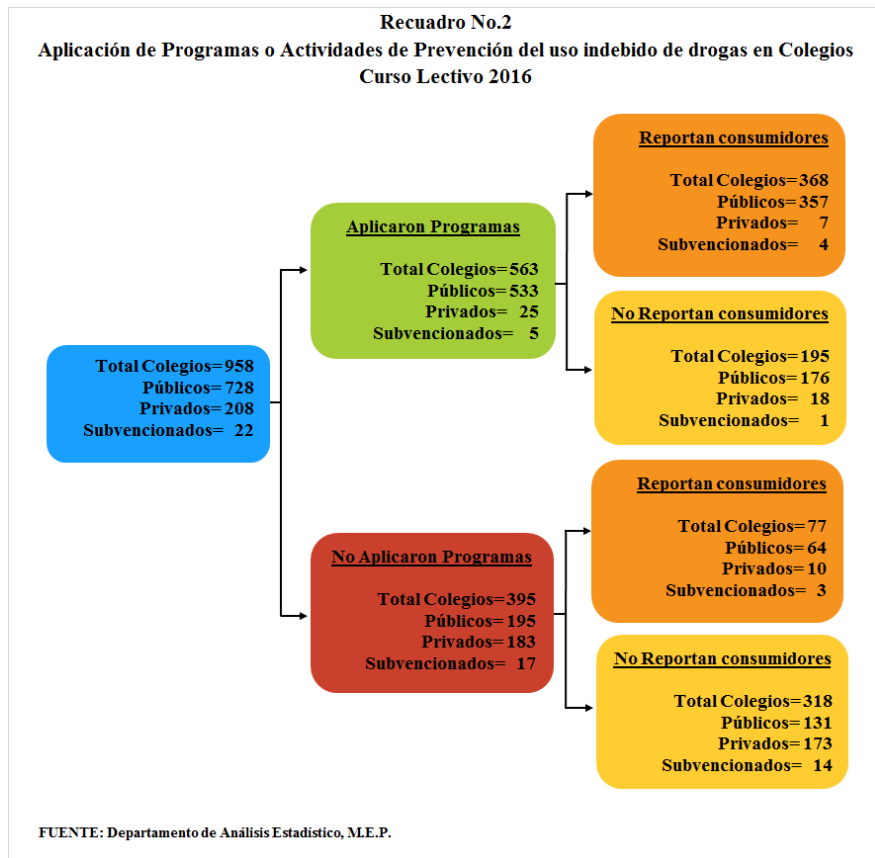 Recuadro No.2
Aplicación de Programas o Actividades de Prevención del uso indebido de drogas en Colegios
Curso Lectivo 2016
Total Colegios=958
Públicos=728
Privados=208
Subvencionados= 22
Aplicaron Programas
Total Colegios=563
Públicos=533
Privados= 25
Subvencionados= 5
Reportan consumidores
Total Colegios=368
Públicos=357
Privados= 7
Subvencionados= 4
No Reportan consumidores
Total Colegios=195
Públicos=176
Privados= 18
Subvencionados= 1
No Aplicaron Programas
Total Colegios=395
Públicos=195
Privados=183
Subvencionados= 17
Reportan consumidores
Total Colegios=77
Públicos=64
Privados=10
Subvencionados= 3
No Reportan consumidores
Total Colegios=318
Públicos=131
Privados=173
Subvencionados= 14
FUENTE: Departamento de Análisis Estadístico, M.E.P.